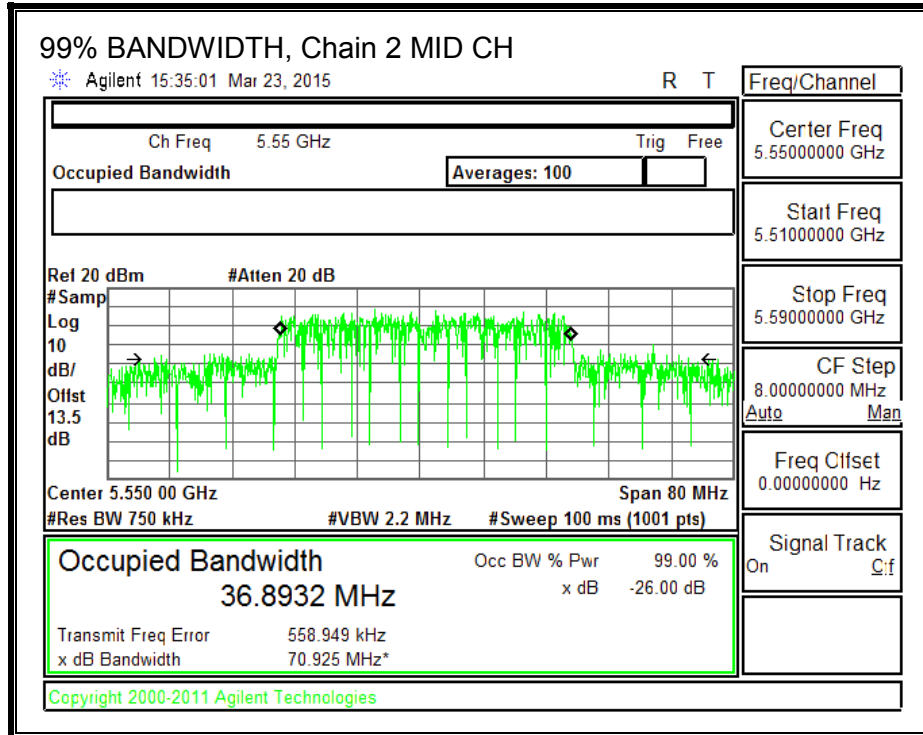 99% BANDWIDTH, Chain 2 MID CH
Agilent 15:35:01 Mar 23, 2015 R T
Freq/Channel
Ch Freq 5.55 GHz Trig Free
Occupied Bandwidth Averages: 100
Center Freq
5.55000000 GHz
Start Freq
5.51000000 GHz
Stop Freq
5.59000000 GHz
CF Step
8.00000000 MHz
Auto Man
Freq Offset
0.00000000 Hz
Signal Track
On Off
Ref 20 dBm #Atten 20 dB
#Samp
Log
10
dB/
Offst
13.5
dB
Center 5.550 00 GHz Span 80 MHz
#Res BW 750 kHz #VBW 2.2 MHz #Sweep 100 ms (1001 pts)
Occupied Bandwidth
36.8932 MHz
Occ BW % Pwr 99.00 %
x dB -26.00 dB
Transmit Freq Error 558.949 kHz
x dB Bandwidth 70.925 MHz*
Copyright 2000-2011 Agilent Technologies